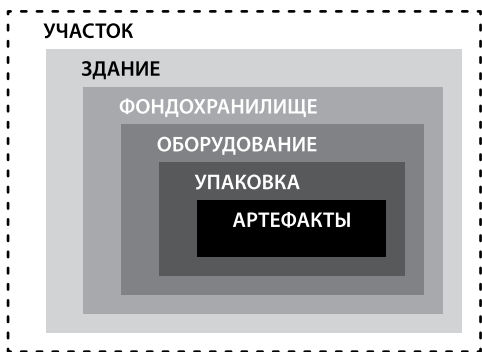 УЧАСТОК
ЗДАНИЕ
ФОНДОХРАНИЛИЩЕ
ОБОРУДОВАНИЕ
УПАКОВКА
АРТЕФАКТЫ